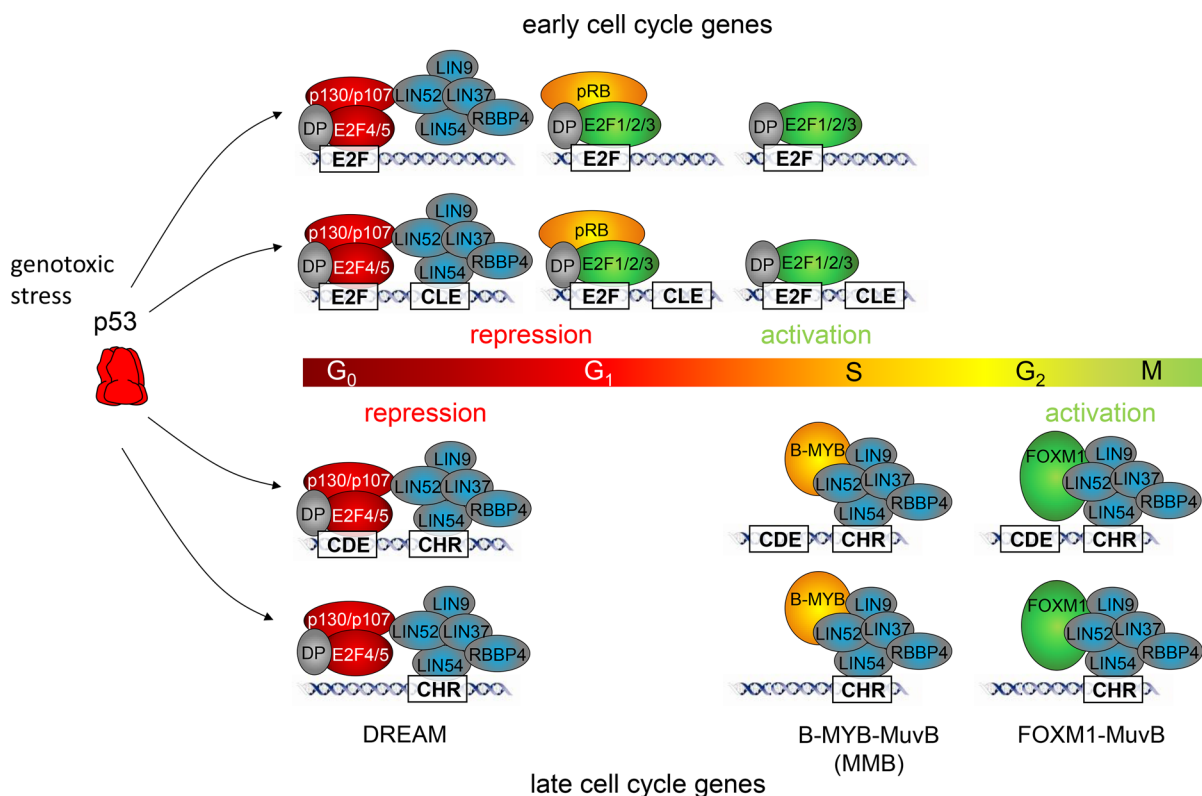 early cell cycle genes
LIN9
p130/p107 LIN52 LIN37 RBBP4 pRB
DP E2F4/5 LIN54 DP E2F1/2/3 DP E2F1/2/3
E2F E2F E2F
LIN9
p130/p107 LIN52 LIN37 RBBP4 pRB
DP E2F4/5 LIN54 DP E2F1/2/3 DP E2F1/2/3
E2F CLE E2F CLE E2F CLE
genotoxic
stress
p53
repression activation
G0 G1 S G2 M
repression activation
LIN9 B-MYB LIN9 FOXM1 LIN9
p130/p107 LIN52 LIN37 RBBP4 LIN52 LIN37 RBBP4 LIN52 LIN37 RBBP4
DP E2F4/5 LIN54 LIN54 LIN54
CDE CHR CDE CHR CDE CHR
LIN9 B-MYB LIN9 FOXM1 LIN9
p130/p107 LIN52 LIN37 RBBP4 LIN52 LIN37 RBBP4 LIN52 LIN37 RBBP4
DP E2F4/5 LIN54 LIN54 LIN54
CHR CHR CHR
DREAM B-MYB-MuvB FOXM1-MuvB
(MMB)
late cell cycle genes